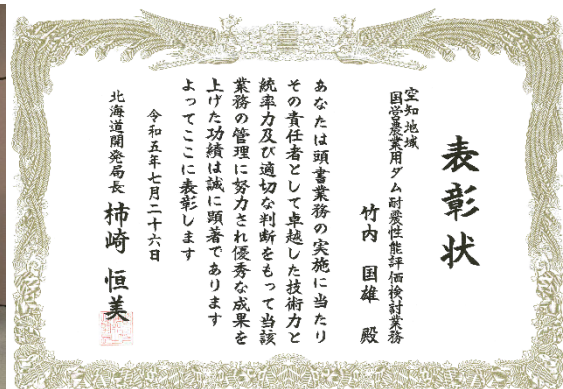 表彰状
空知地域
国営農業用ダム耐震性能評価検討業務
竹内 国雄 殿
あなたは頭書業務の実施に当たり
その責任者として卓越した技術力と
統率力及び適切な判断をもって当該
業務の管理に努力され優秀な成果を
上げた功績は誠に顕著であります
よってここに表彰します
令和五年七月二十六日
北海道開発局長 柿崎 恒美